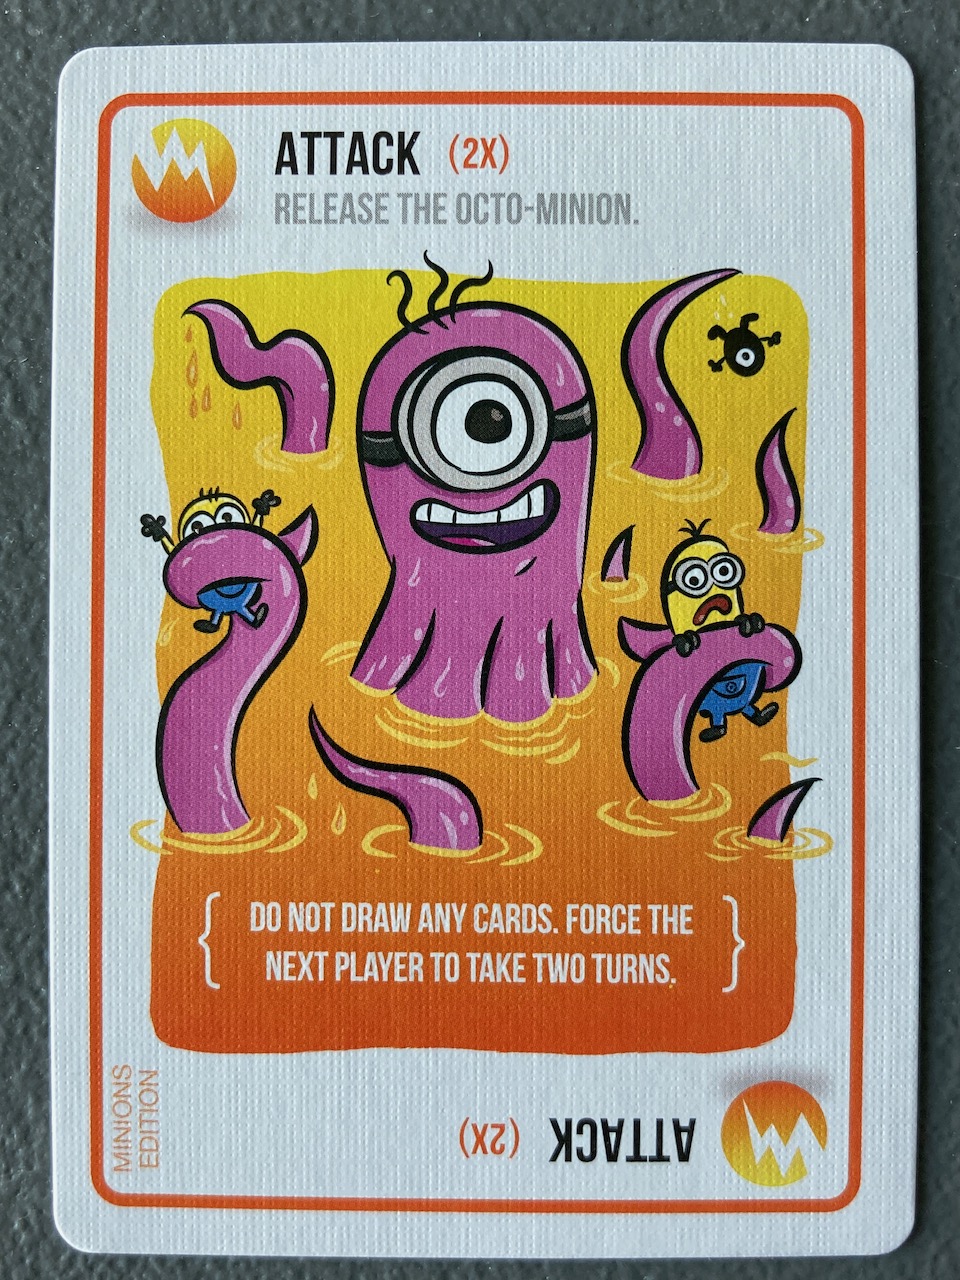 ATTACK (2X)
RELEASE THE OCTO-MINION.
DO NOT DRAW ANY CARDS. FORCE THE
NEXT PLAYER TO TAKE TWO TURNS.
MINIONS
EDITION
ATTACK (2X)